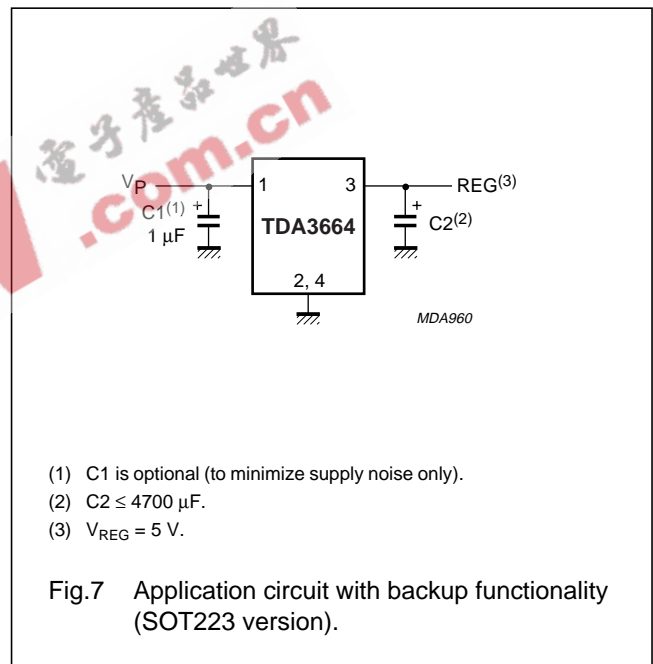 電子產品世界
.com.cn
VP
1
3
REG(3)
C1(1)
+
1 μF
TDA3664
+
C2(2)
2, 4
MDA960
(1) C1 is optional (to minimize supply noise only).
(2) C2 ≤ 4700 μF.
(3) VREG = 5 V.
Fig.7 Application circuit with backup functionality
(SOT223 version).